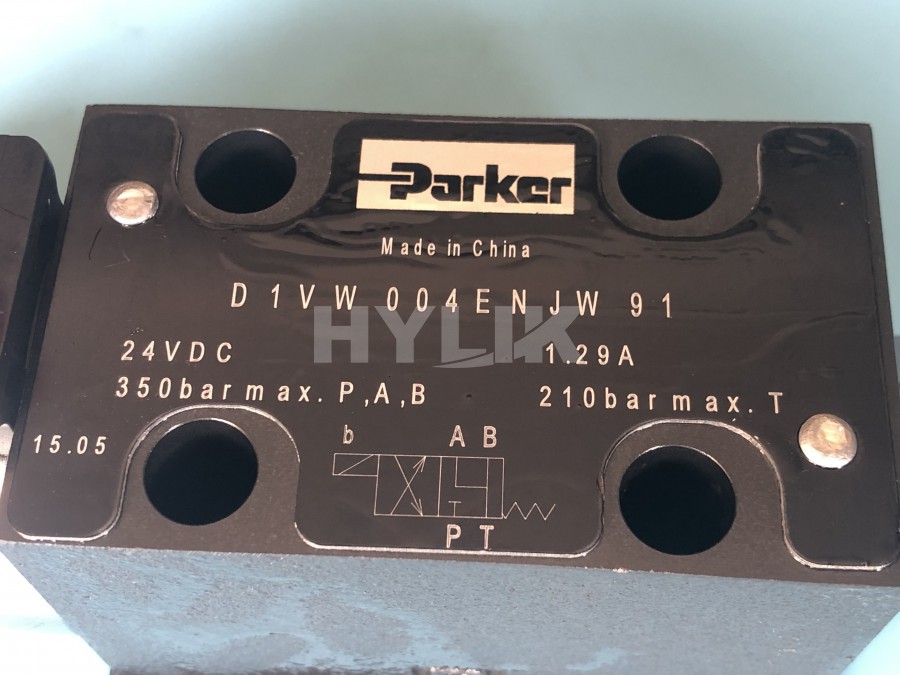 Parker
Made in China
D1VW004ENJW91
HYLIK
24VDC 1.29A
350bar max. P,A,B 210bar max. T
15.05
b A B
P T